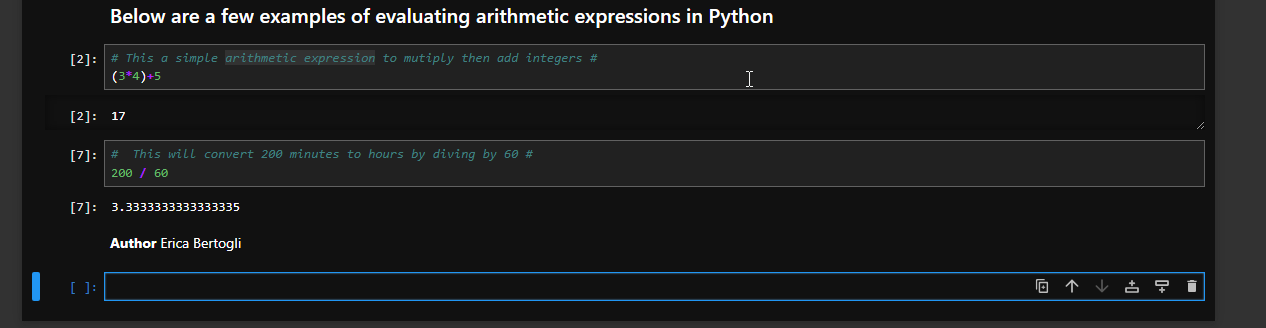 Below are a few examples of evaluating arithmetic expressions in Python
[2]: # This a simple arithmetic expression to mutiply then add integers #
(3*4)+5
[2]: 17
[7]: #  This will convert 200 minutes to hours by diving by 60 #
200 / 60
[7]: 3.3333333333333335
Author Erica Bertogli
[ ]: